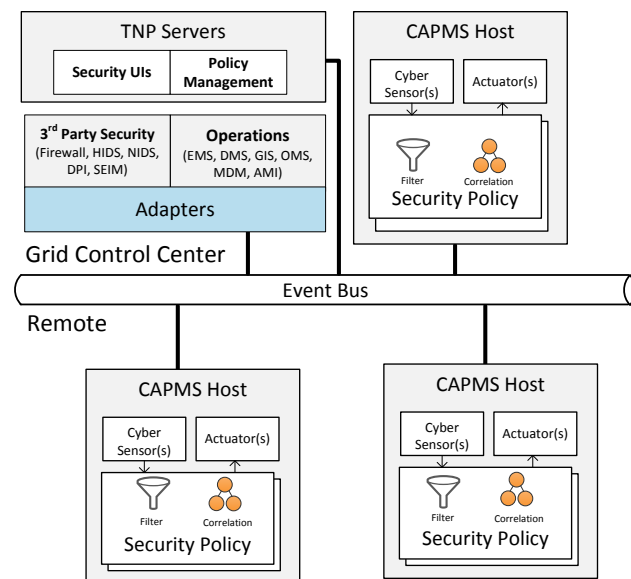 TNP Servers
Security UIs
Policy
Management
3rd Party Security
(Firewall, HIDS, NIDS,
DPI, SEIM)
Operations
(EMS, DMS, GIS, OMS,
MDM, AMI)
Adapters
Grid Control Center
CAPMS Host
Cyber
Sensor(s)
Actuator(s)
Filter
Correlation
Security Policy
Event Bus
Remote
CAPMS Host
Cyber
Sensor(s)
Actuator(s)
Filter
Correlation
Security Policy
CAPMS Host
Cyber
Sensor(s)
Actuator(s)
Filter
Correlation
Security Policy